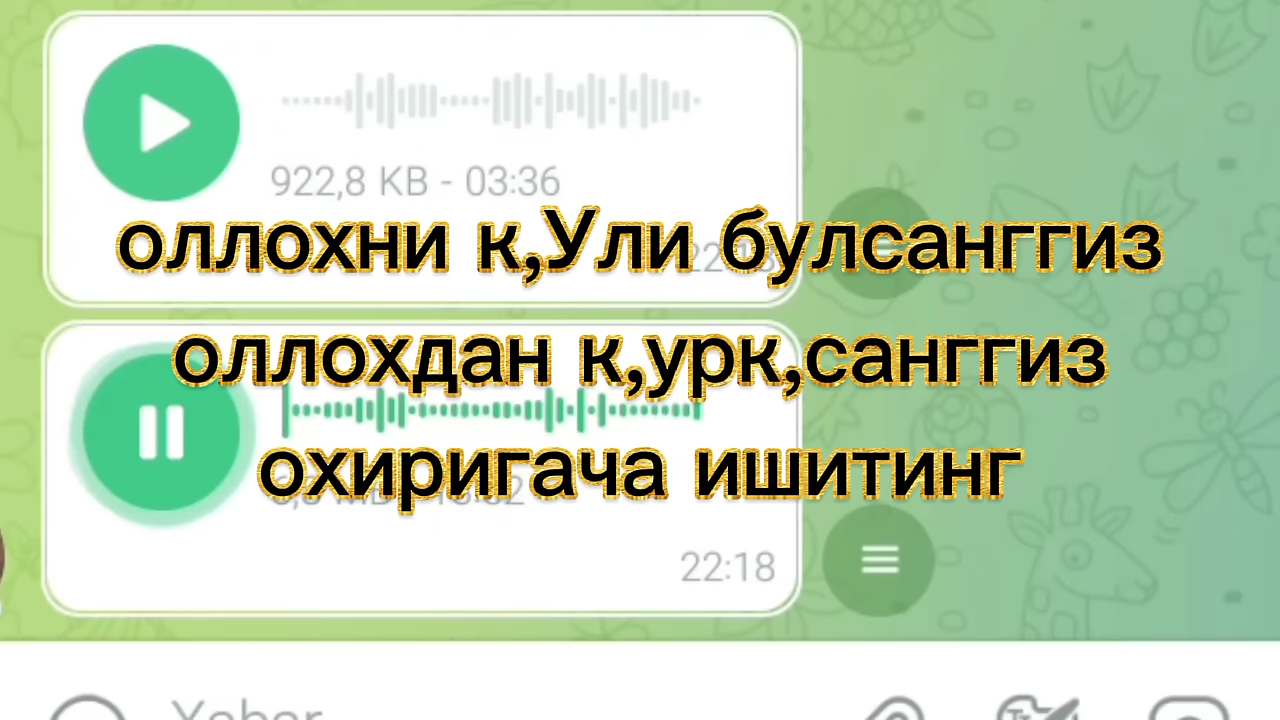 922,8 KB - 03:36
оллохни к,Ули булсанггиз
оллохдан к,урк,санггиз
охиригача ишитинг
22:18